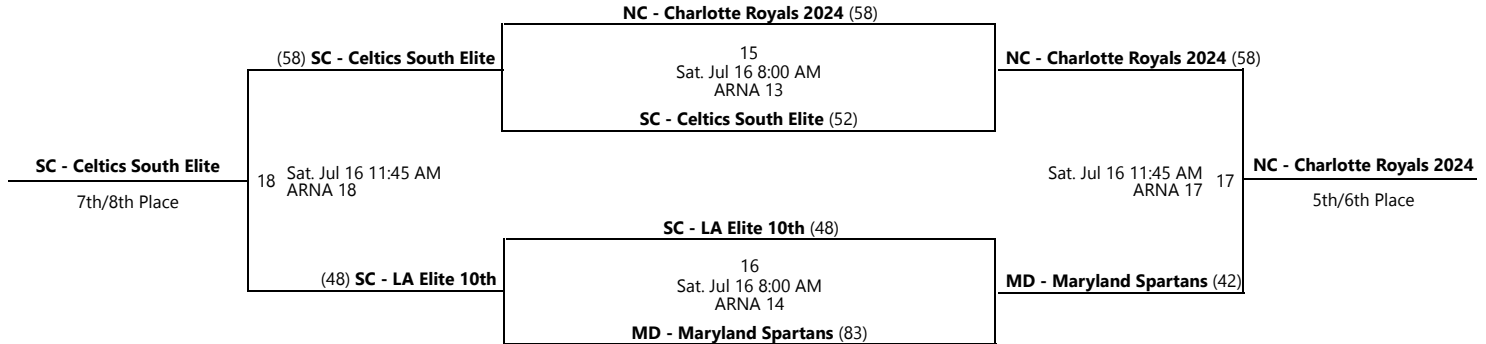 NC - Charlotte Royals 2024 (58)
(58) SC - Celtics South Elite
15
Sat. Jul 16 8:00 AM
ARNA 13
NC - Charlotte Royals 2024 (58)
SC - Celtics South Elite (52)
SC - Celtics South Elite
7th/8th Place
18
Sat. Jul 16 11:45 AM
ARNA 18
Sat. Jul 16 11:45 AM
ARNA 17
17
NC - Charlotte Royals 2024
5th/6th Place
SC - LA Elite 10th (48)
(48) SC - LA Elite 10th
16
Sat. Jul 16 8:00 AM
ARNA 14
MD - Maryland Spartans (42)
MD - Maryland Spartans (83)